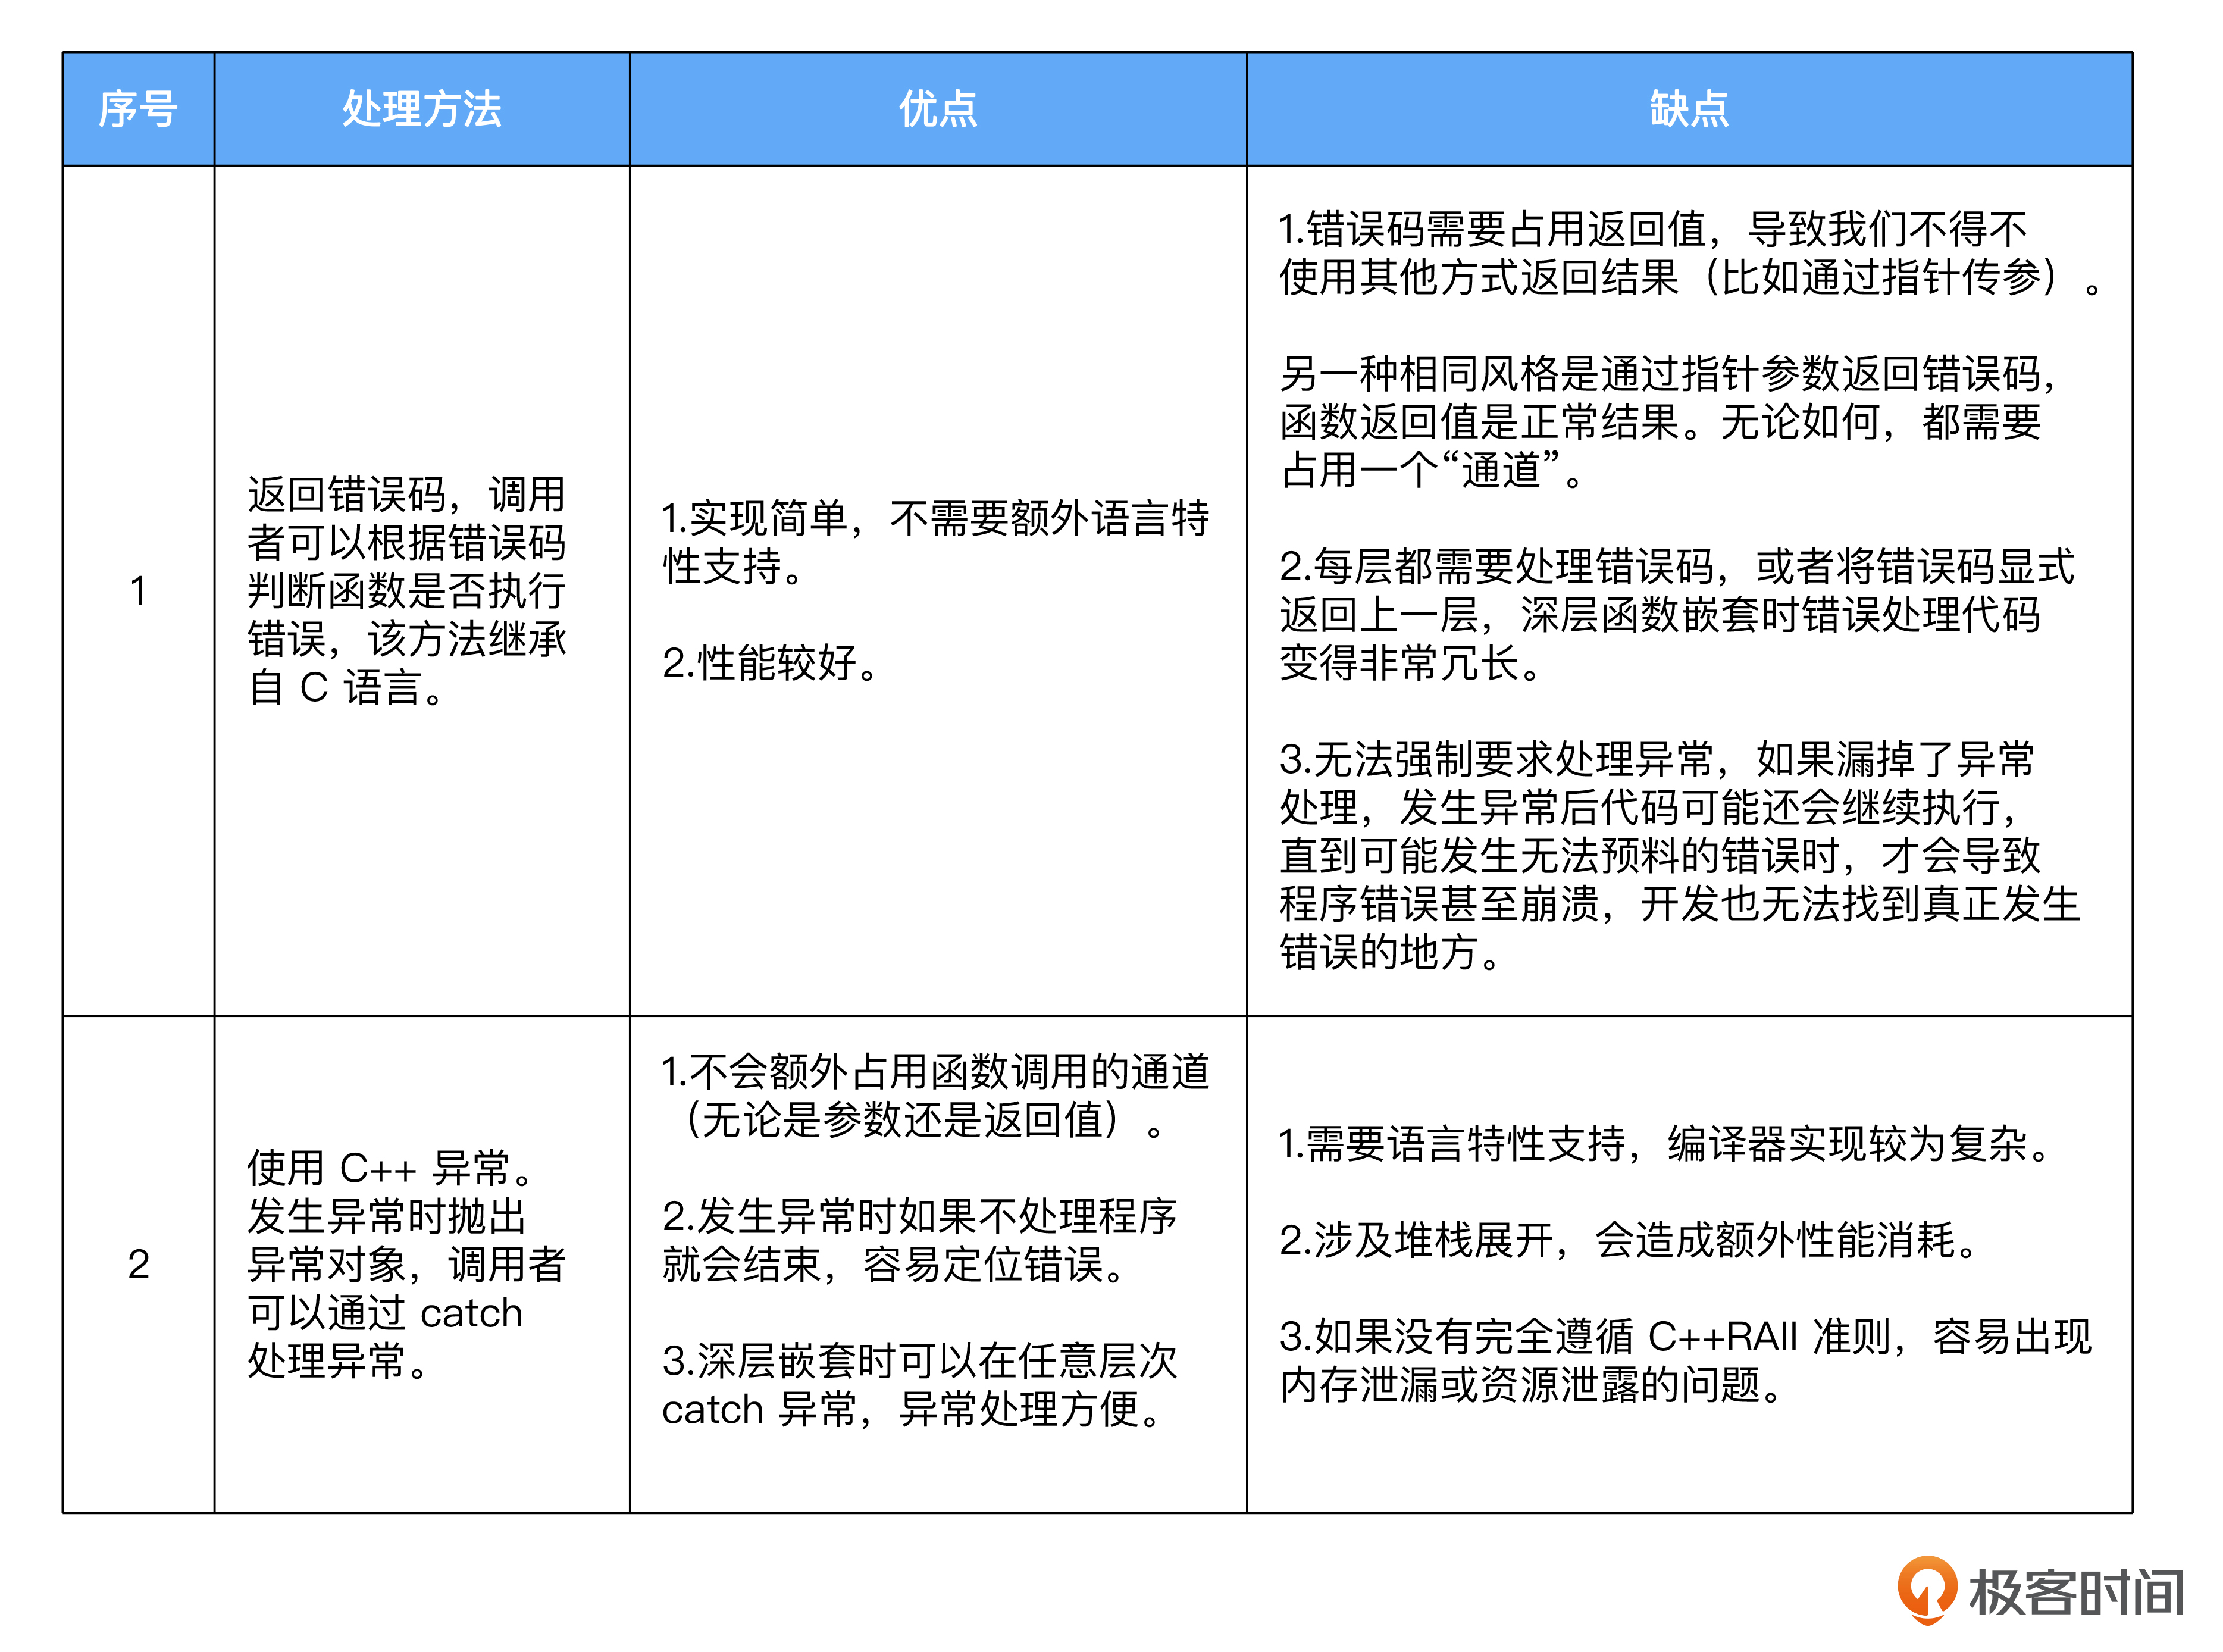 序号
处理方法
优点
缺点
1
返回错误码，调用
者可以根据错误码
判断函数是否执行
错误，该方法继承
自 C 语言。
1.实现简单，不需要额外语言特
性支持。
2.性能较好。
1.错误码需要占用返回值，导致我们不得不
使用其他方式返回结果（比如通过指针传参）。
另一种相同风格是通过指针参数返回错误码，
函数返回值是正常结果。无论如何，都需要
占用一个“通道”。
2.每层都需要处理错误码，或者将错误码显式
返回上一层，深层函数嵌套时错误处理代码
变得非常冗长。
3.无法强制要求处理异常，如果漏掉了异常
处理，发生异常后代码可能还会继续执行，
直到可能发生无法预料的错误时，才会导致
程序错误甚至崩溃，开发也无法找到真正发生
错误的地方。
2
使用 C++ 异常。
发生异常时抛出
异常对象，调用者
可以通过 catch
处理异常。
1.不会额外占用函数调用的通道
（无论是参数还是返回值）。
2.发生异常时如果不处理程序
就会结束，容易定位错误。
3.深层嵌套时可以在任意层次
catch 异常，异常处理方便。
1.需要语言特性支持，编译器实现较为复杂。
2.涉及堆栈展开，会造成额外性能消耗。
3.如果没有完全遵循 C++RAII 准则，容易出现
内存泄漏或资源泄露的问题。
极客时间